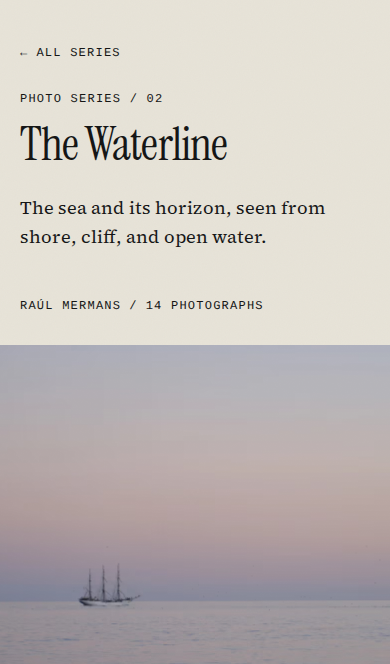 ← ALL SERIES
PHOTO SERIES / 02
The Waterline
The sea and its horizon, seen from
shore, cliff, and open water.
RAÚL MERMANS / 14 PHOTOGRAPHS